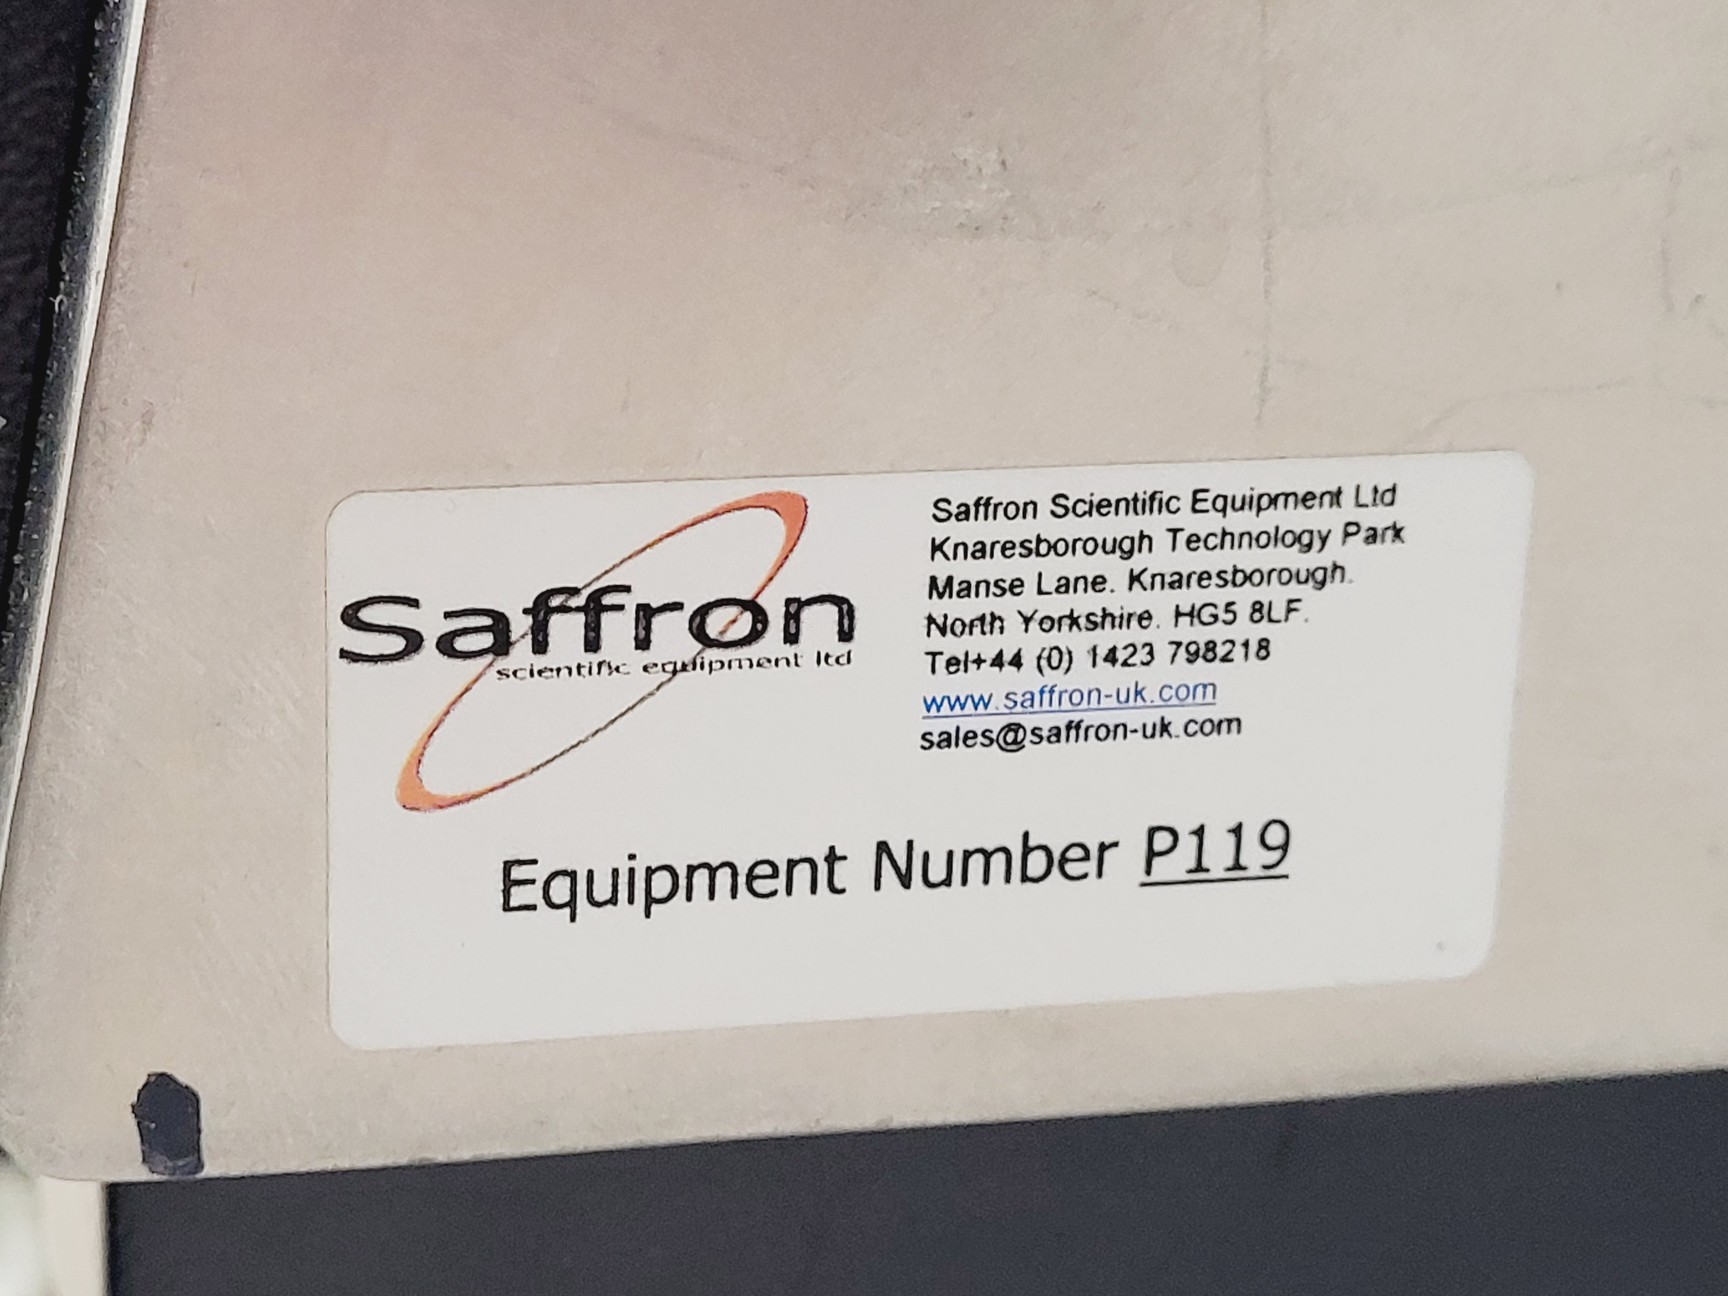 Saffron
scientific equipment ltd
Saffron Scientific Equipment Ltd
Knaresborough Technology Park
Manse Lane. Knaresborough.
North Yorkshire. HG5 8LF.
Tel+44 (0) 1423 798218
www.saffron-uk.com
sales@saffron-uk.com
Equipment Number P119